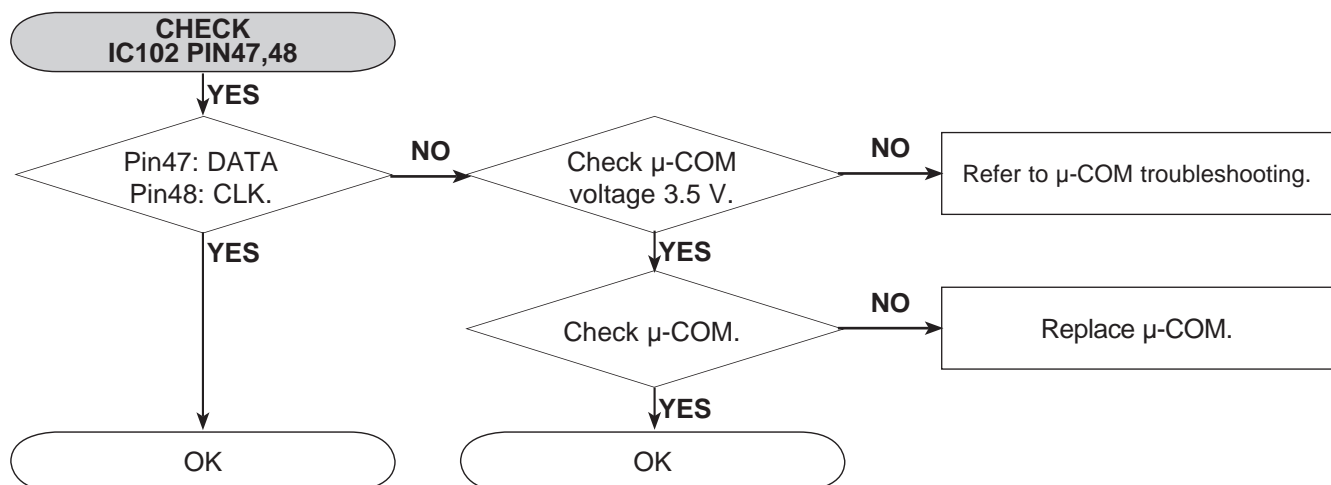 CHECK
IC102 PIN47,48
YES
Pin47: DATA
Pin48: CLK.
NO
Check μ-COM
voltage 3.5 V.
NO
Refer to μ-COM troubleshooting.
YES
YES
Check μ-COM.
NO
Replace μ-COM.
YES
OK
OK